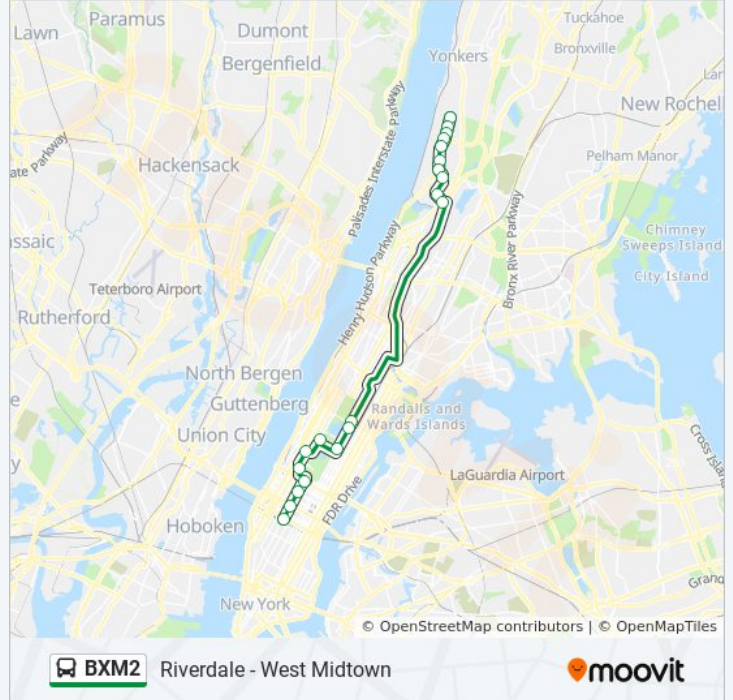 Tuckahoe
Paramus
Lawn
Dumont
Bronxville
Yonkers
Bergenfield
Lar
New Rochell
Palisades Interstate Parkway
ate Parkway
Hackensack
Pelham Manor
Bronx River Parkway
Henry Hudson Parkway
Chimney
Sweeps Island
ssaic
City Island
Teterboro Airport
Rutherford
North Bergen
Guttenberg
Randalls and
Wards Islands
Union City
Cross Islan
LaGuardia Airport
FDR Drive
Hoboken
Grand
New York
© OpenStreetMap contributors | © OpenMapTiles
BXM2 Riverdale - West Midtown
moovit